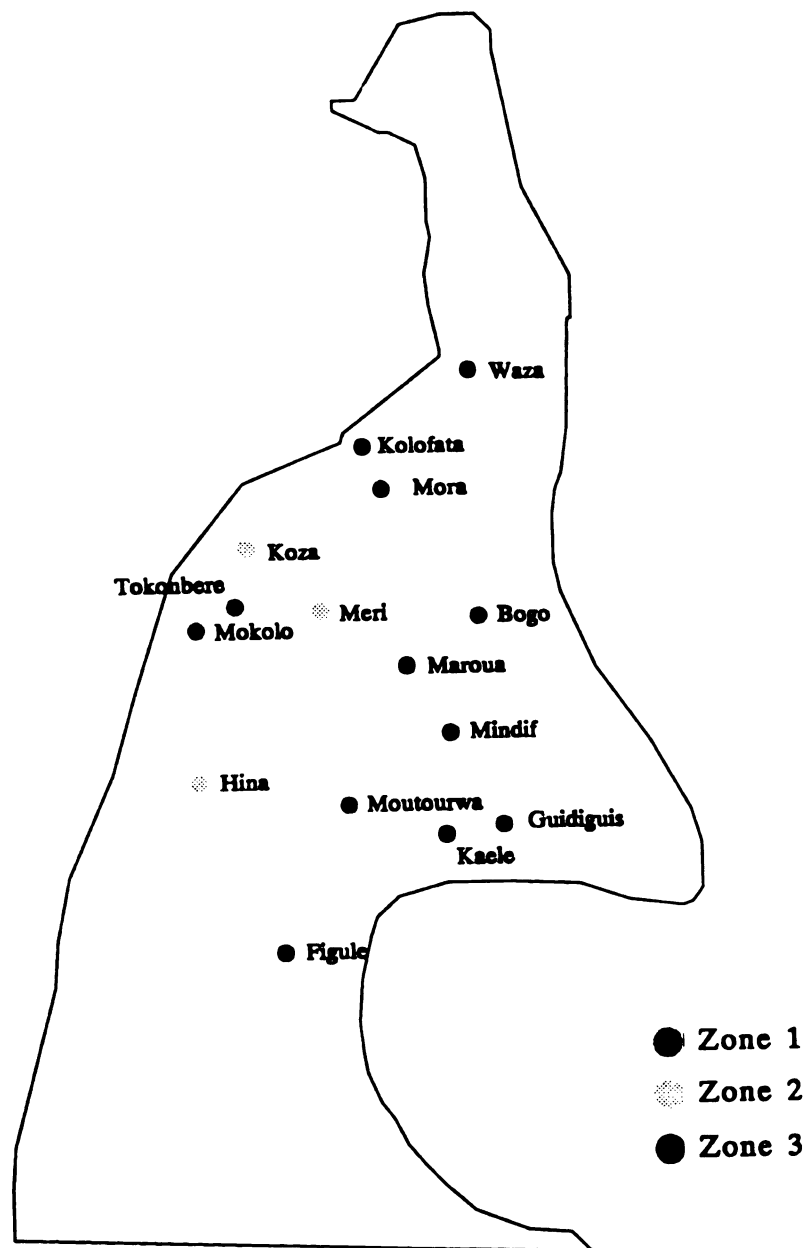 Waza
Kolofata
Mora
Koza
Tokonbere
Meri
Bogo
Mokolo
Maroua
Mindif
Hina
Moutourwa
Guidiguis
Kaele
Figule
Zone 1
Zone 2
Zone 3